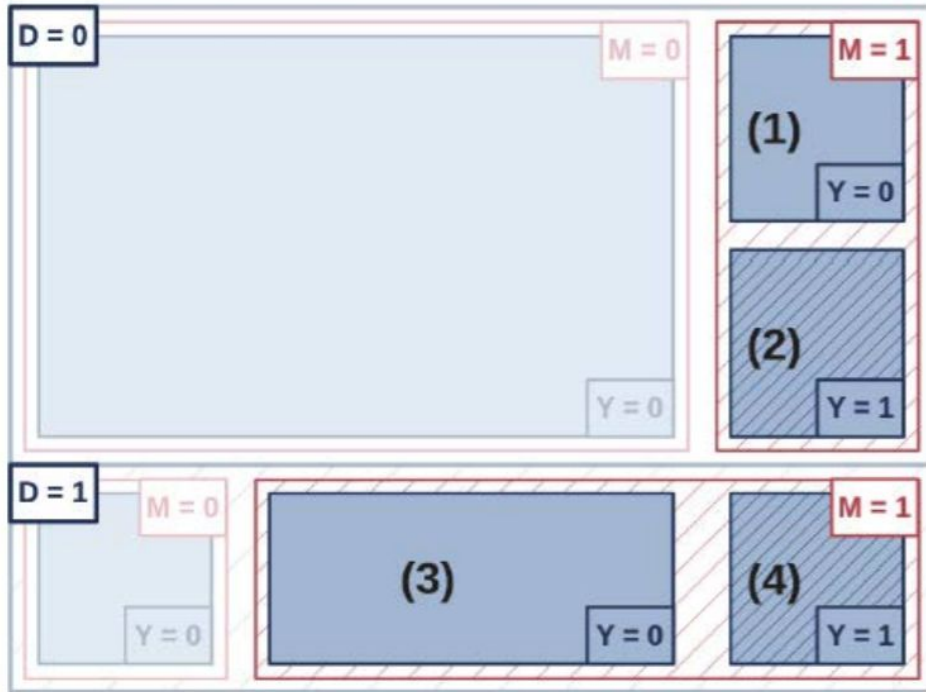 D = 0
M = 0
M = 1
(1)
Y = 0
(2)
Y = 0
Y = 1
D = 1
M = 0
M = 1
(3)
(4)
Y = 0
Y = 0
Y = 1